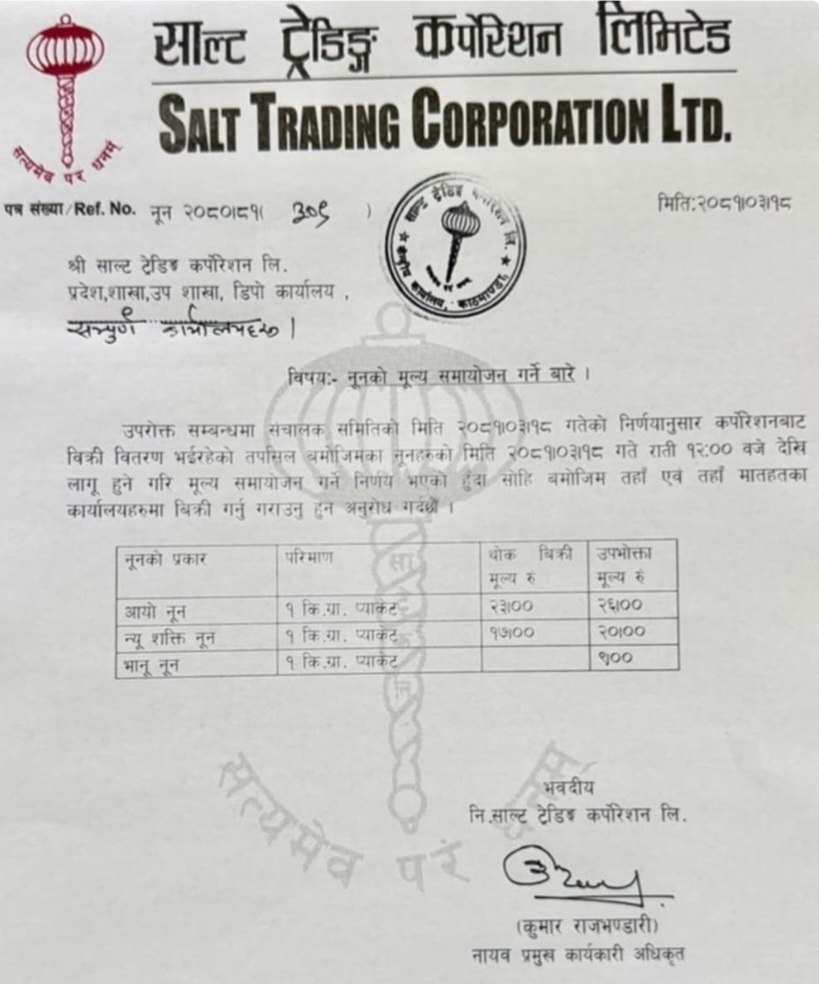 साल्ट ट्रेडिङ्ग कर्पोरेशन लिमिटेड
SALT TRADING CORPORATION LTD.
सत्यमेव परं धनम्
पत्र संख्या/Ref. No. नून २०८०।८१( ३०९ )
मिति:२०८१।०३।१८
श्री साल्ट ट्रेडिङ कर्पोरेशन लि.
प्रदेश,शाखा,उप शाखा, डिपो कार्यालय ,
सम्पुर्ण
विषय:- नूनको मूल्य समायोजन गर्ने बारे ।
उपरोक्त सम्बन्धमा संचालक समितिको मिति २०८१।०३।१८ गतेको निर्णयानुसार कर्पोरेशनबाट
बिक्री वितरण भईरहेको तपसिल बमोजिमका नूनहरुको मिति २०८१।०३।१८ गते राती १२:०० बजे देखि
लागू हुने गरि मूल्य समायोजन गर्ने निर्णय भएको हुँदा सोहि बमोजिम तहाँ एवं तहाँ मातहतका
कार्यालयहरुमा बिक्री गर्नु गराउनु हुन अनुरोध गर्दछौं ।
नूनको प्रकार परिमाण थोक बिक्री मूल्य रु उपभोक्ता मूल्य रु
आयो नून १ कि.ग्रा. प्याकेट २३।०० २६।००
न्यू शक्ति नून १ कि.ग्रा. प्याकेट १७।०० २०।००
भानू नून १ कि.ग्रा. प्याकेट ९।००
सत्यमेव परं धनम्
भवदीय
नि.साल्ट ट्रेडिङ कर्पोरेशन लि.
(कुमार राजभण्डारी)
नायव प्रमुख कार्यकारी अधिकृत